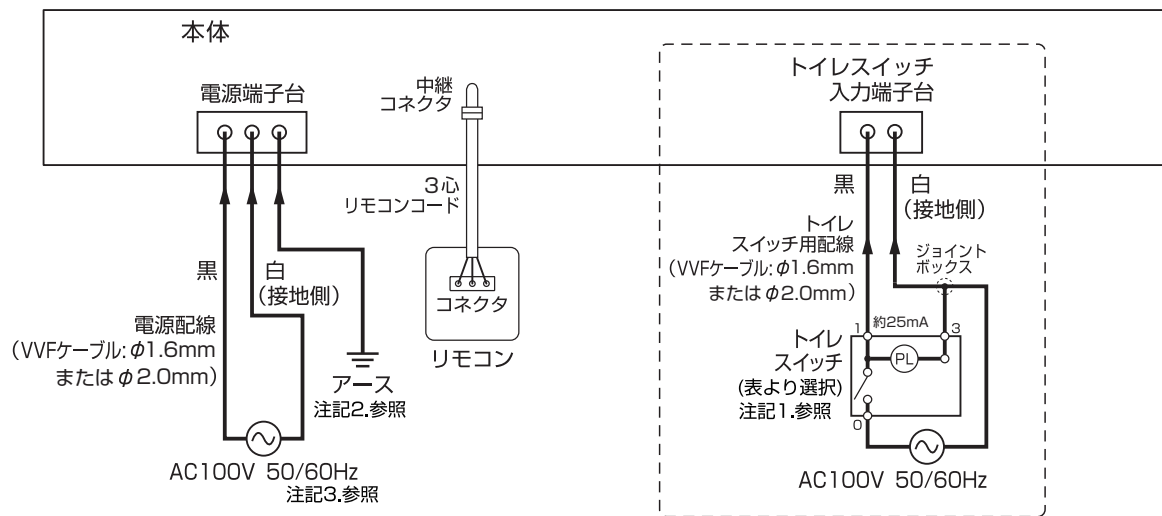 本体
電源端子台
中継
コネクタ
3心
リモコンコード
コネクタ
リモコン
黒
白
(接地側)
電源配線
(VVFケーブル:φ1.6mm
またはφ2.0mm)
アース
注記2.参照
AC100V 50/60Hz
注記3.参照
トイレスイッチ
入力端子台
黒
白
(接地側)
トイレ
スイッチ用配線
(VVFケーブル:φ1.6mm
またはφ2.0mm)
ジョイント
ボックス
1
約25mA
3
トイレ
スイッチ
(表より選択)
注記1.参照
PL
0
AC100V 50/60Hz